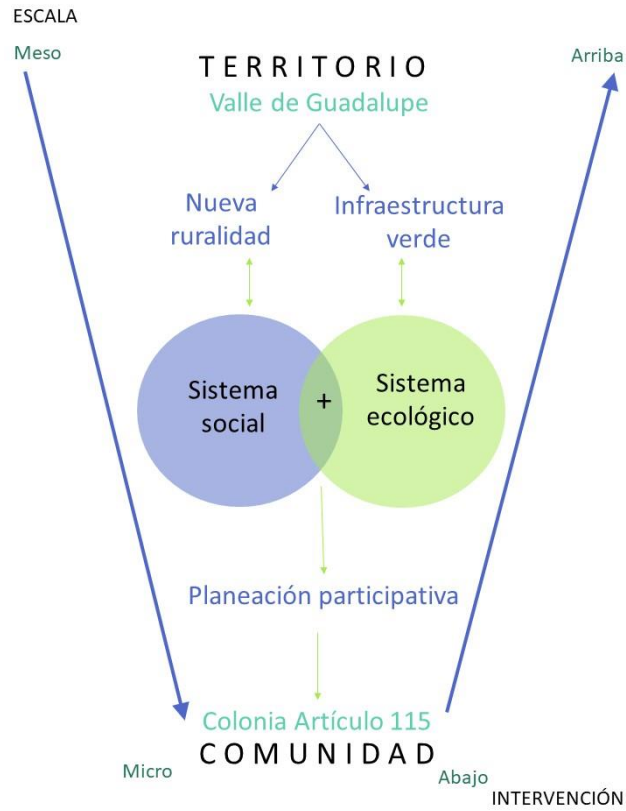 ESCALA
Meso
Arriba
TERRITORIO
Valle de Guadalupe
Nueva
ruralidad
Infraestructura
verde
Sistema
social
+
Sistema
ecológico
Planeación participativa
Colonia Artículo 115
COMUNIDAD
Micro
Abajo
INTERVENCIÓN